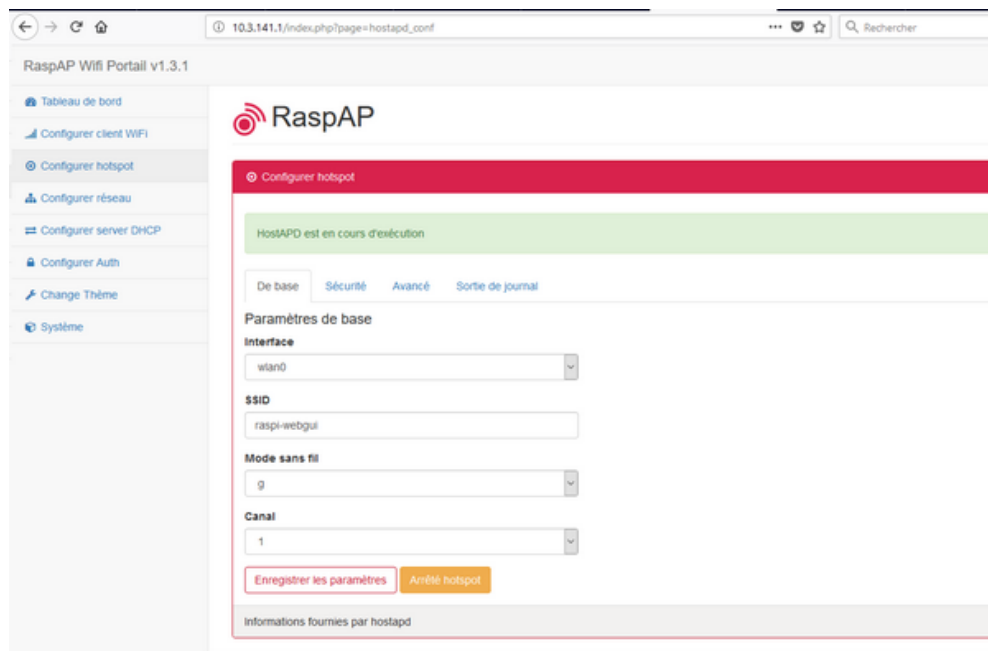 10.3.141.1/index.php?page=hostapd_conf
Rechercher
RaspAP Wifi Portail v1.3.1
Tableau de bord
Configurer client WiFi
Configurer hotspot
Configurer réseau
Configurer server DHCP
Configurer Auth
Change Thème
Système
RaspAP
Configurer hotspot
HostAPD est en cours d'exécution
De base Sécurité Avancé Sortie de journal
Paramètres de base
Interface
wlan0
SSID
raspi-webgui
Mode sans fil
g
Canal
1
Enregistrer les paramètres Arrêté hotspot
Informations fournies par hostapd